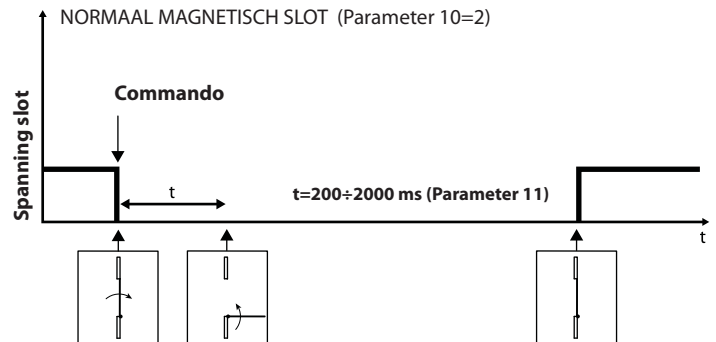 NORMAAL MAGNETISCH SLOT (Parameter 10=2)
Commando
Spanning slot
t
t=200÷2000 ms (Parameter 11)
t